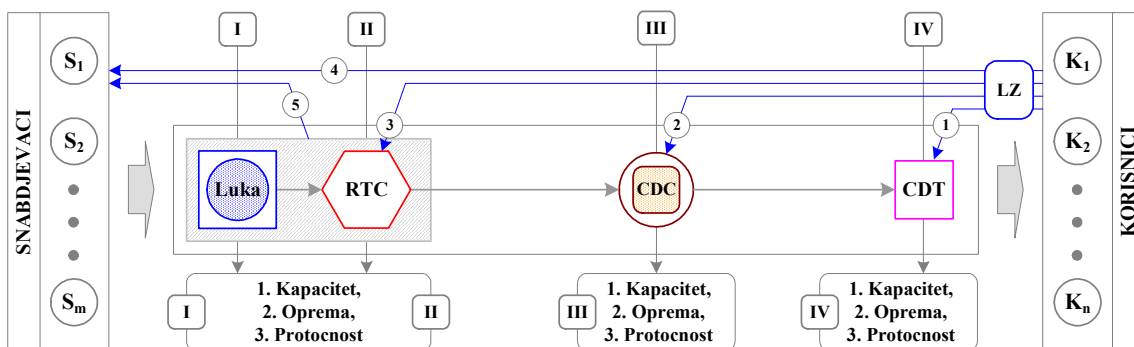 I
II
III
IV
SNABDJEVACI
S1
S2
Sm
4
5
3
2
1
LZ
K1
K2
Kn
KORISNICI
Luka
RTC
CDC
CDT
I
1. Kapacitet,
2. Oprema,
3. Protocnost
II
III
1. Kapacitet,
2. Oprema,
3. Protocnost
IV
1. Kapacitet,
2. Oprema,
3. Protocnost